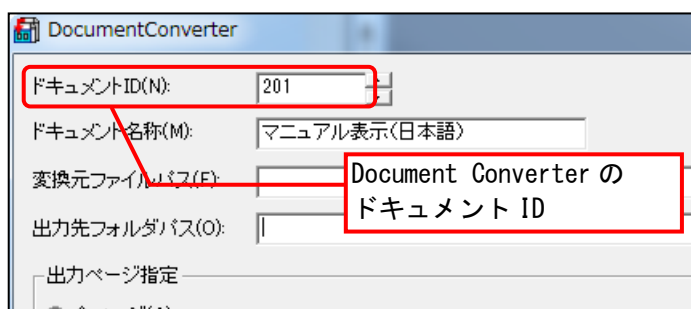 DocumentConverter
ドキュメントID(N):
201
ドキュメント名称(M):
マニュアル表示(日本語)
変換元ファイルパス(F):
Document Converter の
ドキュメント ID
出力先フォルダパス(O):
出力ページ指定